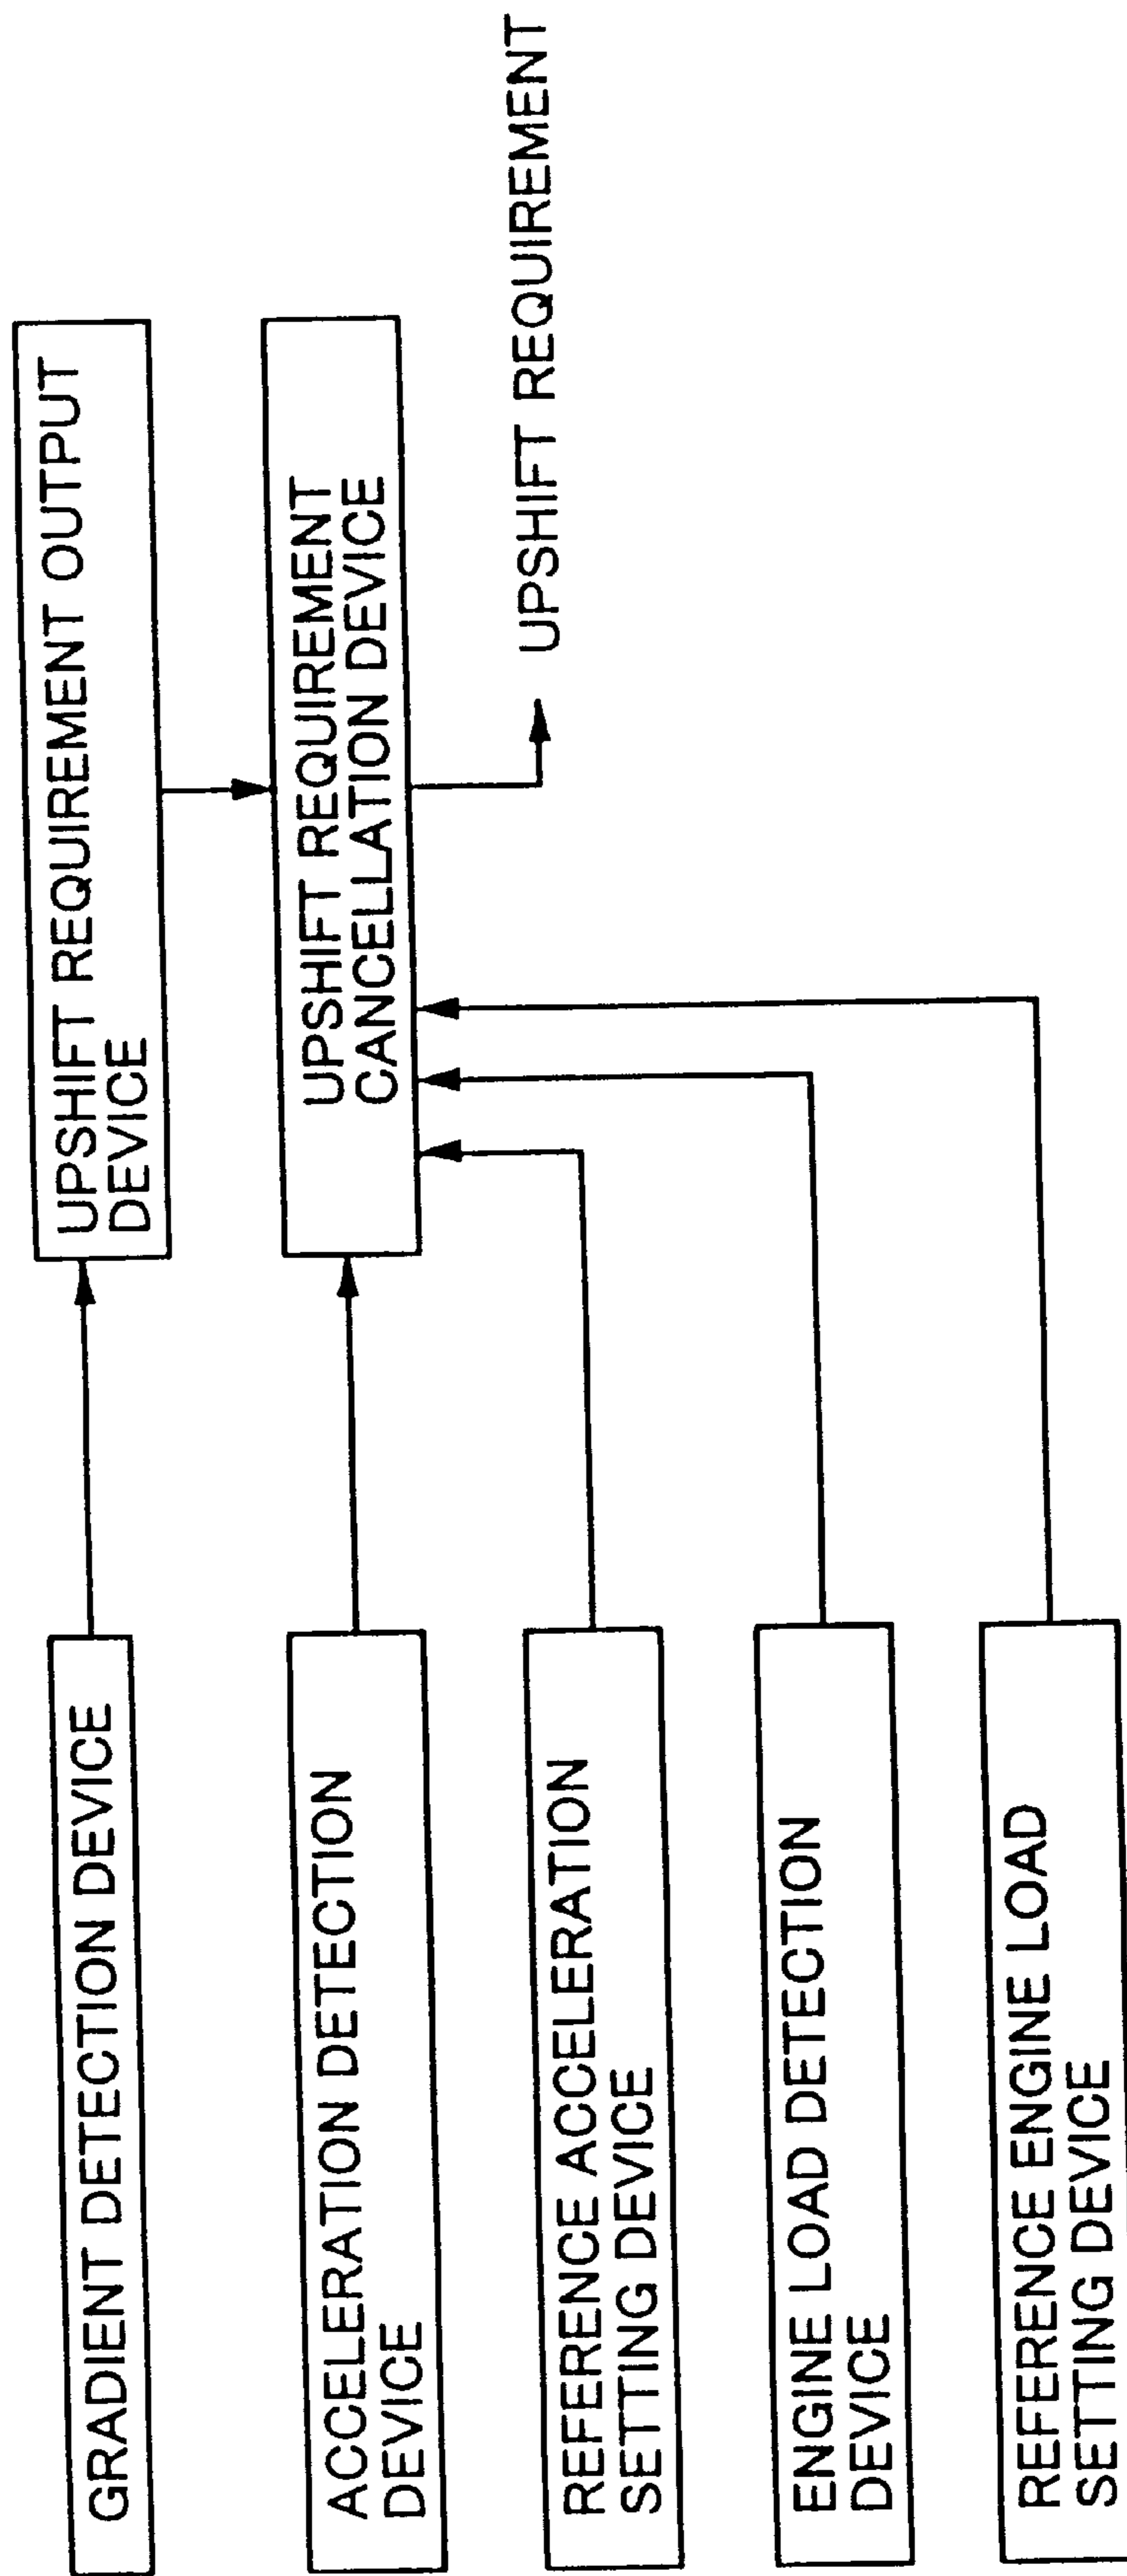 GRADIENT DETECTION DEVICE
UPSHIFT REQUIREMENT OUTPUT
DEVICE
ACCELERATION DETECTION
DEVICE
UPSHIFT REQUIREMENT
CANCELLATION DEVICE
REFERENCE ACCELERATION
SETTING DEVICE
UPSHIFT REQUIREMENT
ENGINE LOAD DETECTION
DEVICE
REFERENCE ENGINE LOAD
SETTING DEVICE